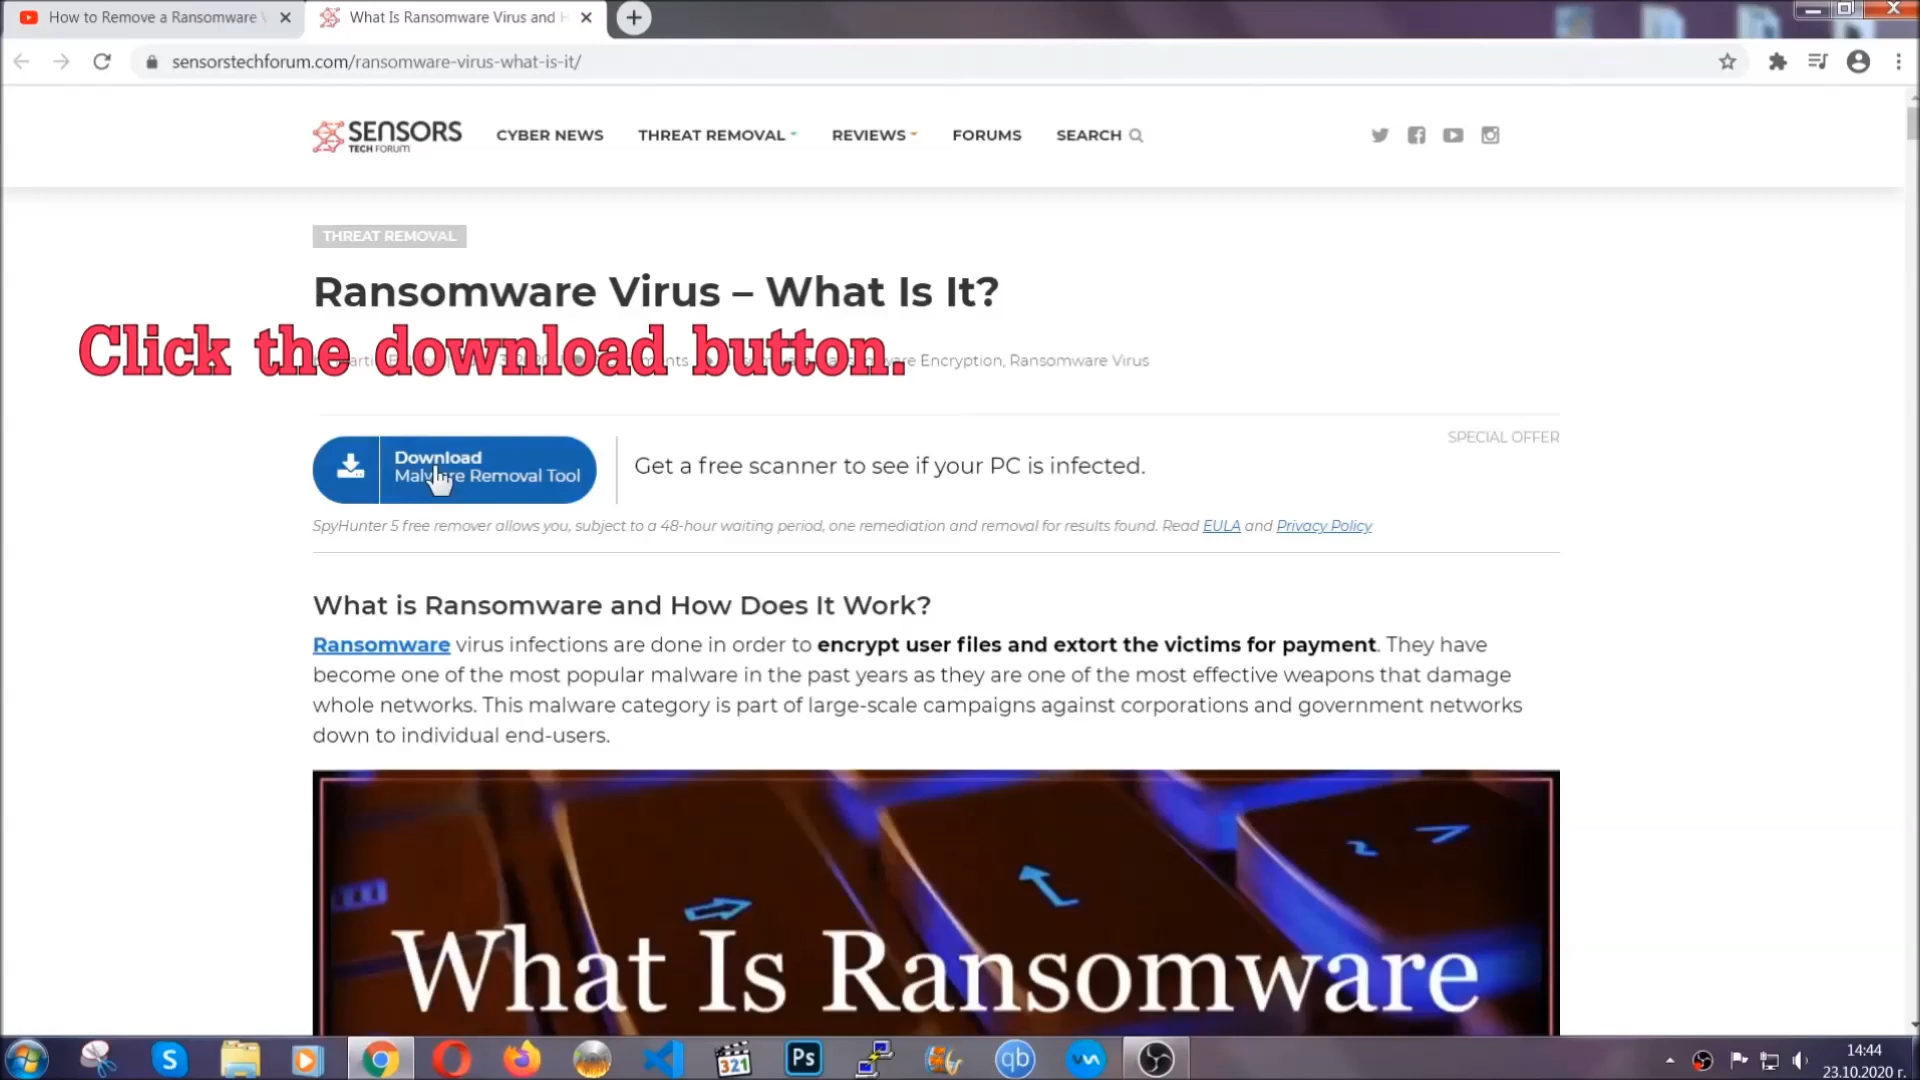 How to Remove a Ransomware
What Is Ransomware Virus and
sensorstechforum.com/ransomware-virus-what-is-it/
SENSORS
TECH FORUM
CYBER NEWS
THREAT REMOVAL
REVIEWS
FORUMS
SEARCH
THREAT REMOVAL
Ransomware Virus – What Is It?
Click the download button.
Encryption, Ransomware Virus
SPECIAL OFFER
Download
Malware Removal Tool
Get a free scanner to see if your PC is infected.
SpyHunter 5 free remover allows you, subject to a 48-hour waiting period, one remediation and removal for results found. Read EULA and Privacy Policy
What is Ransomware and How Does It Work?
Ransomware virus infections are done in order to encrypt user files and extort the victims for payment. They have
become one of the most popular malware in the past years as they are one of the most effective weapons that damage
whole networks. This malware category is part of large-scale campaigns against corporations and government networks
down to individual end-users.
What Is Ransomware
S
321
Ps
qb
14:44
23.10.2020 г.